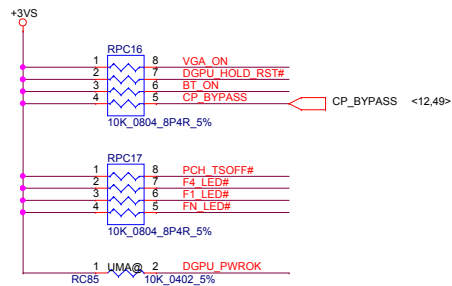 +3VS
RPC16
1 8 VGA_ON
2 7 DGPU_HOLD_RST#
3 6 BT_ON
4 5 CP_BYPASS CP_BYPASS <12,49>
10K_0804_8P4R_5%
RPC17
1 8 PCH_TSOFF#
2 7 F4_LED#
3 6 F1_LED#
4 5 FN_LED#
10K_0804_8P4R_5%
1 UMA@ 2 DGPU_PWROK
RC85 10K_0402_5%